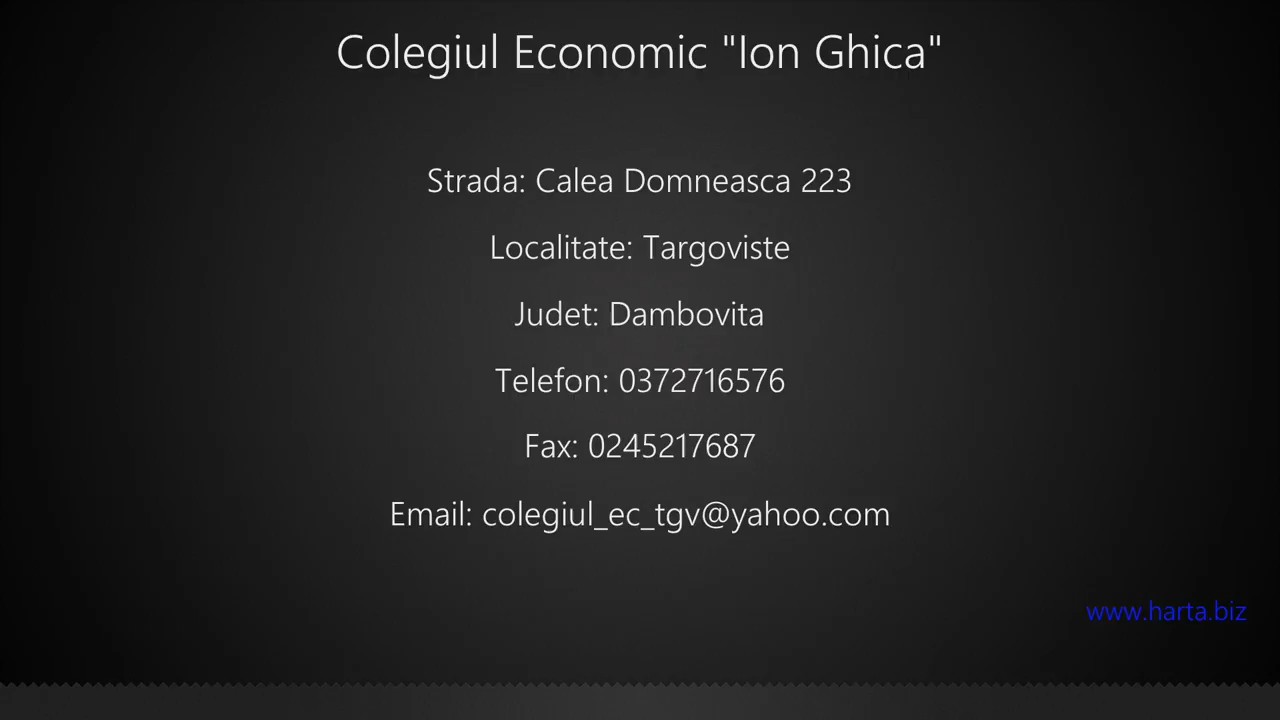 Colegiul Economic "Ion Ghica"
Strada: Calea Domneasca 223
Localitate: Targoviste
Judet: Dambovita
Telefon: 0372716576
Fax: 0245217687
Email: colegiul_ec_tgv@yahoo.com
www.harta.biz